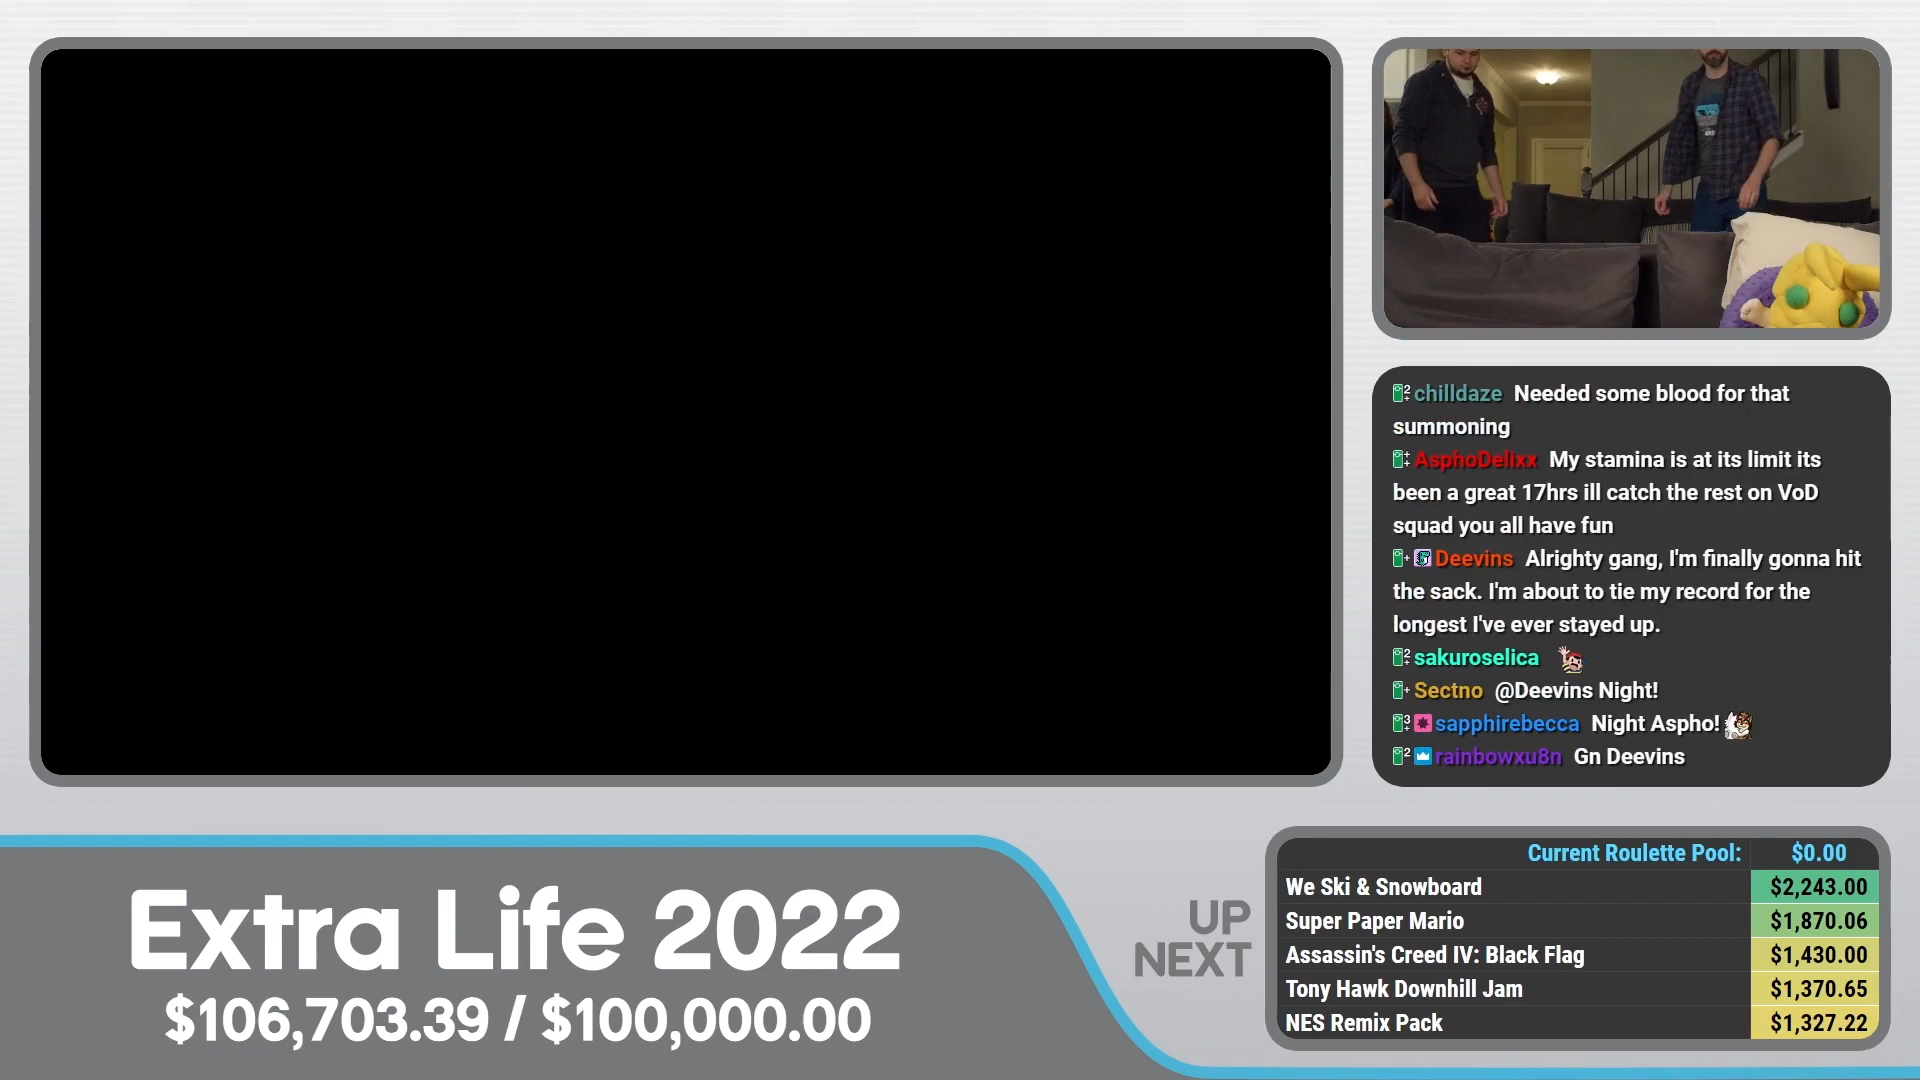 chilldaze Needed some blood for that
summoning
AsphoDelixx My stamina is at its limit its
been a great 17hrs ill catch the rest on VoD
squad you all have fun
Deevins Alrighty gang, I'm finally gonna hit
the sack. I'm about to tie my record for the
longest I've ever stayed up.
sakuroselica
Sectno @Deevins Night!
sapphirebecca Night Aspho!
rainbowxu8n Gn Deevins
Extra Life 2022
$106,703.39 / $100,000.00
UP
NEXT
Current Roulette Pool: $0.00
We Ski & Snowboard $2,243.00
Super Paper Mario $1,870.06
Assassin's Creed IV: Black Flag $1,430.00
Tony Hawk Downhill Jam $1,370.65
NES Remix Pack $1,327.22